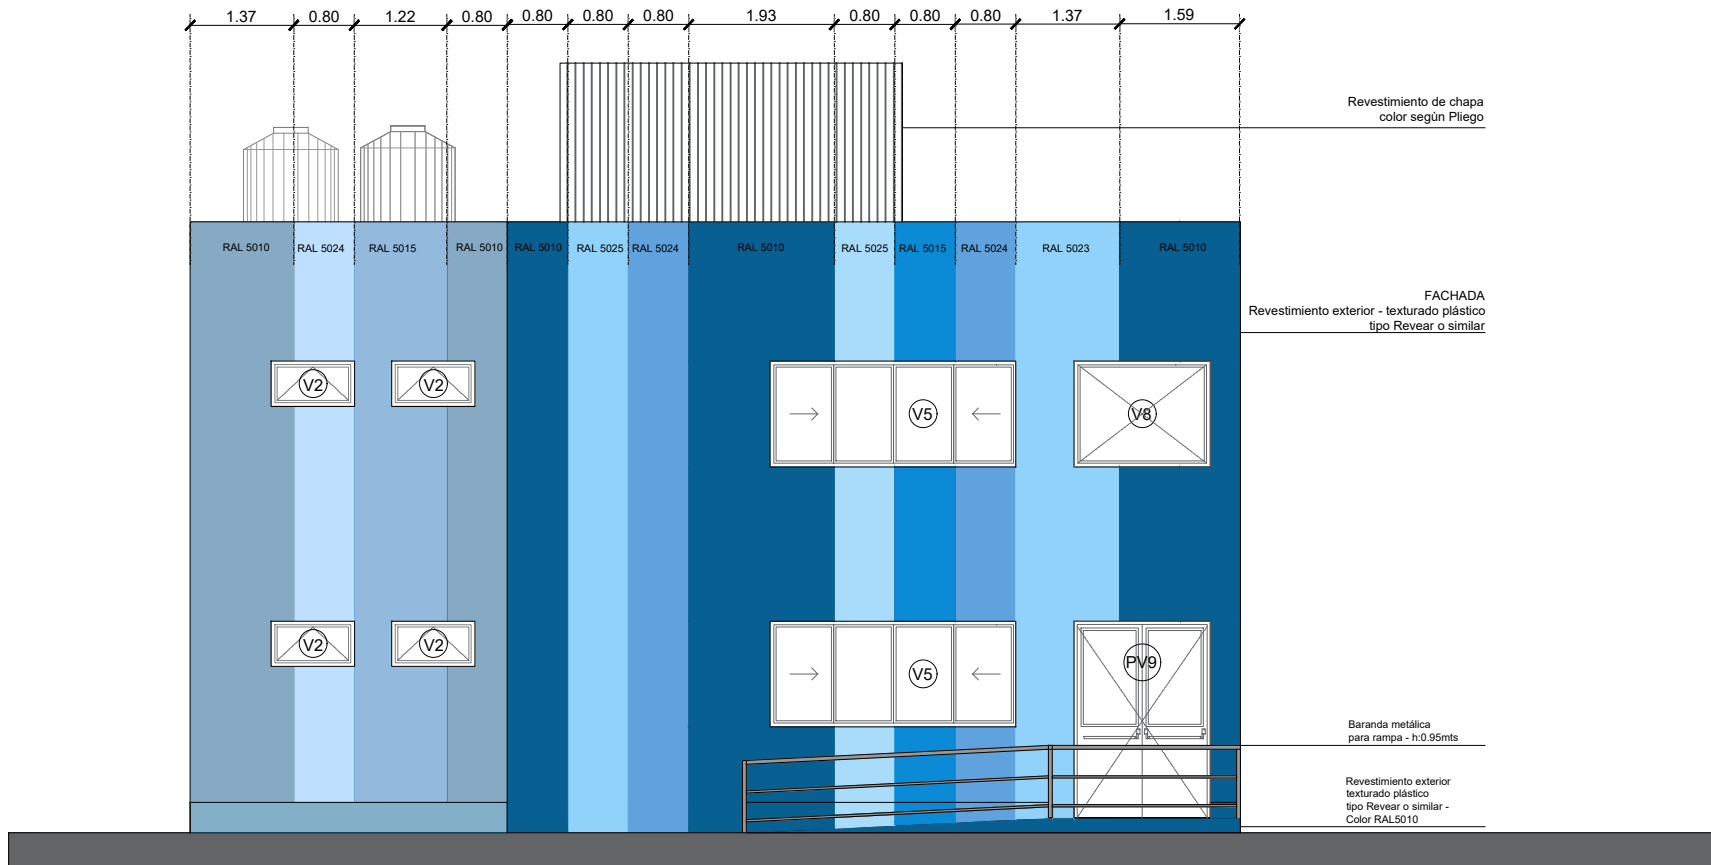 1.37 0.80 1.22 0.80 0.80 0.80 0.80 1.93 0.80 0.80 0.80 1.37 1.59
Revestimiento de chapa
color segùn Pliego
RAL 5010 RAL 5024 RAL 5015 RAL 5010 RAL 5010 RAL 5025 RAL 5024 RAL 5010 RAL 5025 RAL 5015 RAL 5024 RAL 5023 RAL 5010
FACHADA
Revestimiento exterior - texturado plástico
tipo Revear o similar
V2 V2 V5 V8
V2 V2 V5 PV9
Baranda metálica
para rampa - h:0.95mts
Revestimiento exterior
texturado plástico
tipo Revear o similar -
Color RAL5010